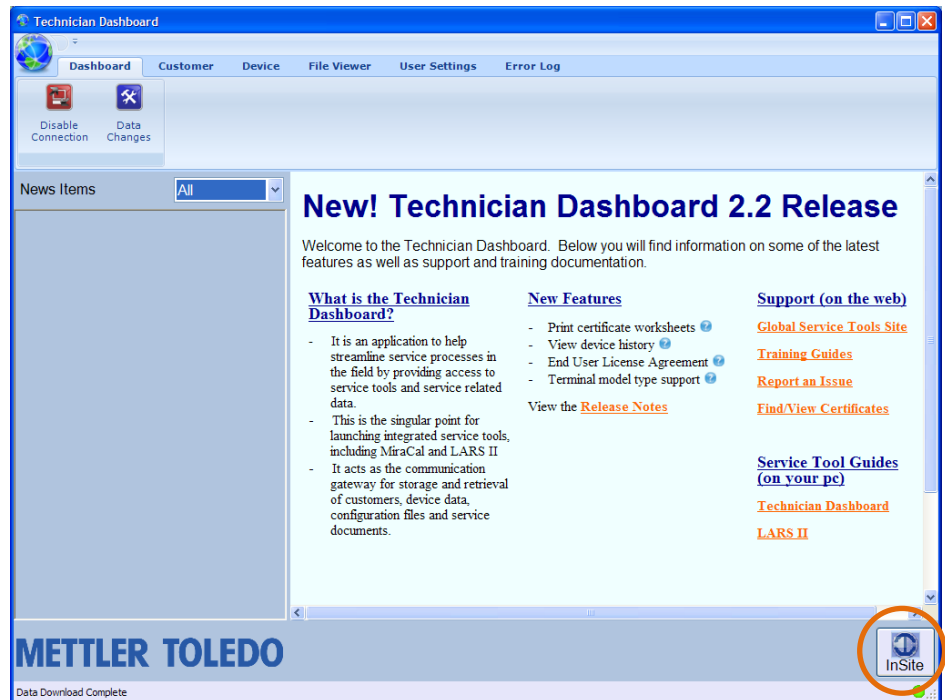 Technician Dashboard
Dashboard Customer Device File Viewer User Settings Error Log
Disable
Connection
Data
Changes
News Items
All
New! Technician Dashboard 2.2 Release
Welcome to the Technician Dashboard. Below you will find information on some of the latest
features as well as support and training documentation.
What is the Technician
Dashboard?
- It is an application to help
streamline service processes in
the field by providing access to
service tools and service related
data.
- This is the singular point for
launching integrated service tools,
including MiraCal and LARS II
- It acts as the communication
gateway for storage and retrieval
of customers, device data,
configuration files and service
documents.
New Features
- Print certificate worksheets ?
- View device history ?
- End User License Agreement ?
- Terminal model type support ?
View the Release Notes
Support (on the web)
Global Service Tools Site
Training Guides
Report an Issue
Find/View Certificates
Service Tool Guides
(on your pc)
Technician Dashboard
LARS II
METTLER TOLEDO
InSite
Data Download Complete